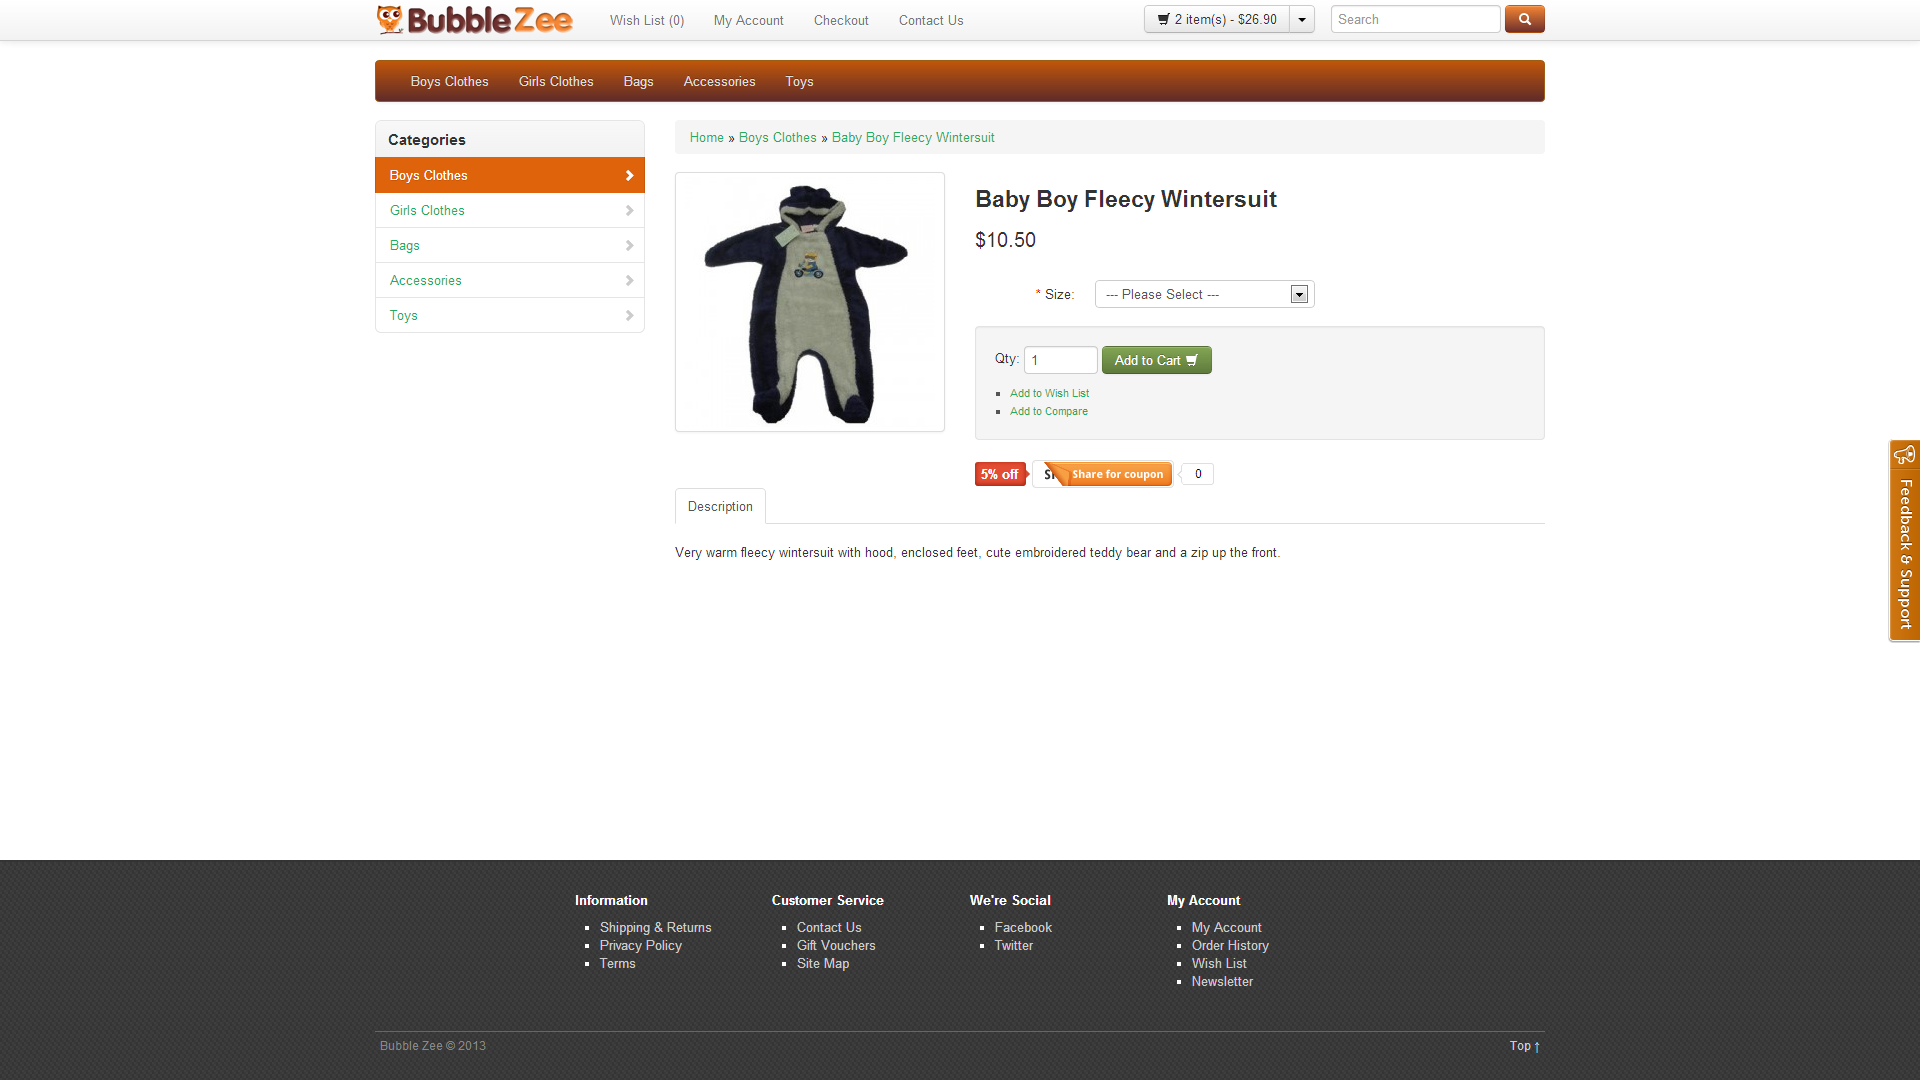 BubbleZee
Wish List (0) My Account Checkout Contact Us
2 item(s) - $26.90
Search
Boys Clothes Girls Clothes Bags Accessories Toys
Categories
Boys Clothes
Girls Clothes
Bags
Accessories
Toys
Home » Boys Clothes » Baby Boy Fleecy Wintersuit
Baby Boy Fleecy Wintersuit
$10.50
* Size: --- Please Select ---
Qty: 1 Add to Cart
Add to Wish List
Add to Compare
5% off Share for coupon 0
Description
Very warm fleecy wintersuit with hood, enclosed feet, cute embroidered teddy bear and a zip up the front.
Feedback & Support
Information
Shipping & Returns
Privacy Policy
Terms
Customer Service
Contact Us
Gift Vouchers
Site Map
We're Social
Facebook
Twitter
My Account
My Account
Order History
Wish List
Newsletter
Bubble Zee © 2013
Top ↑